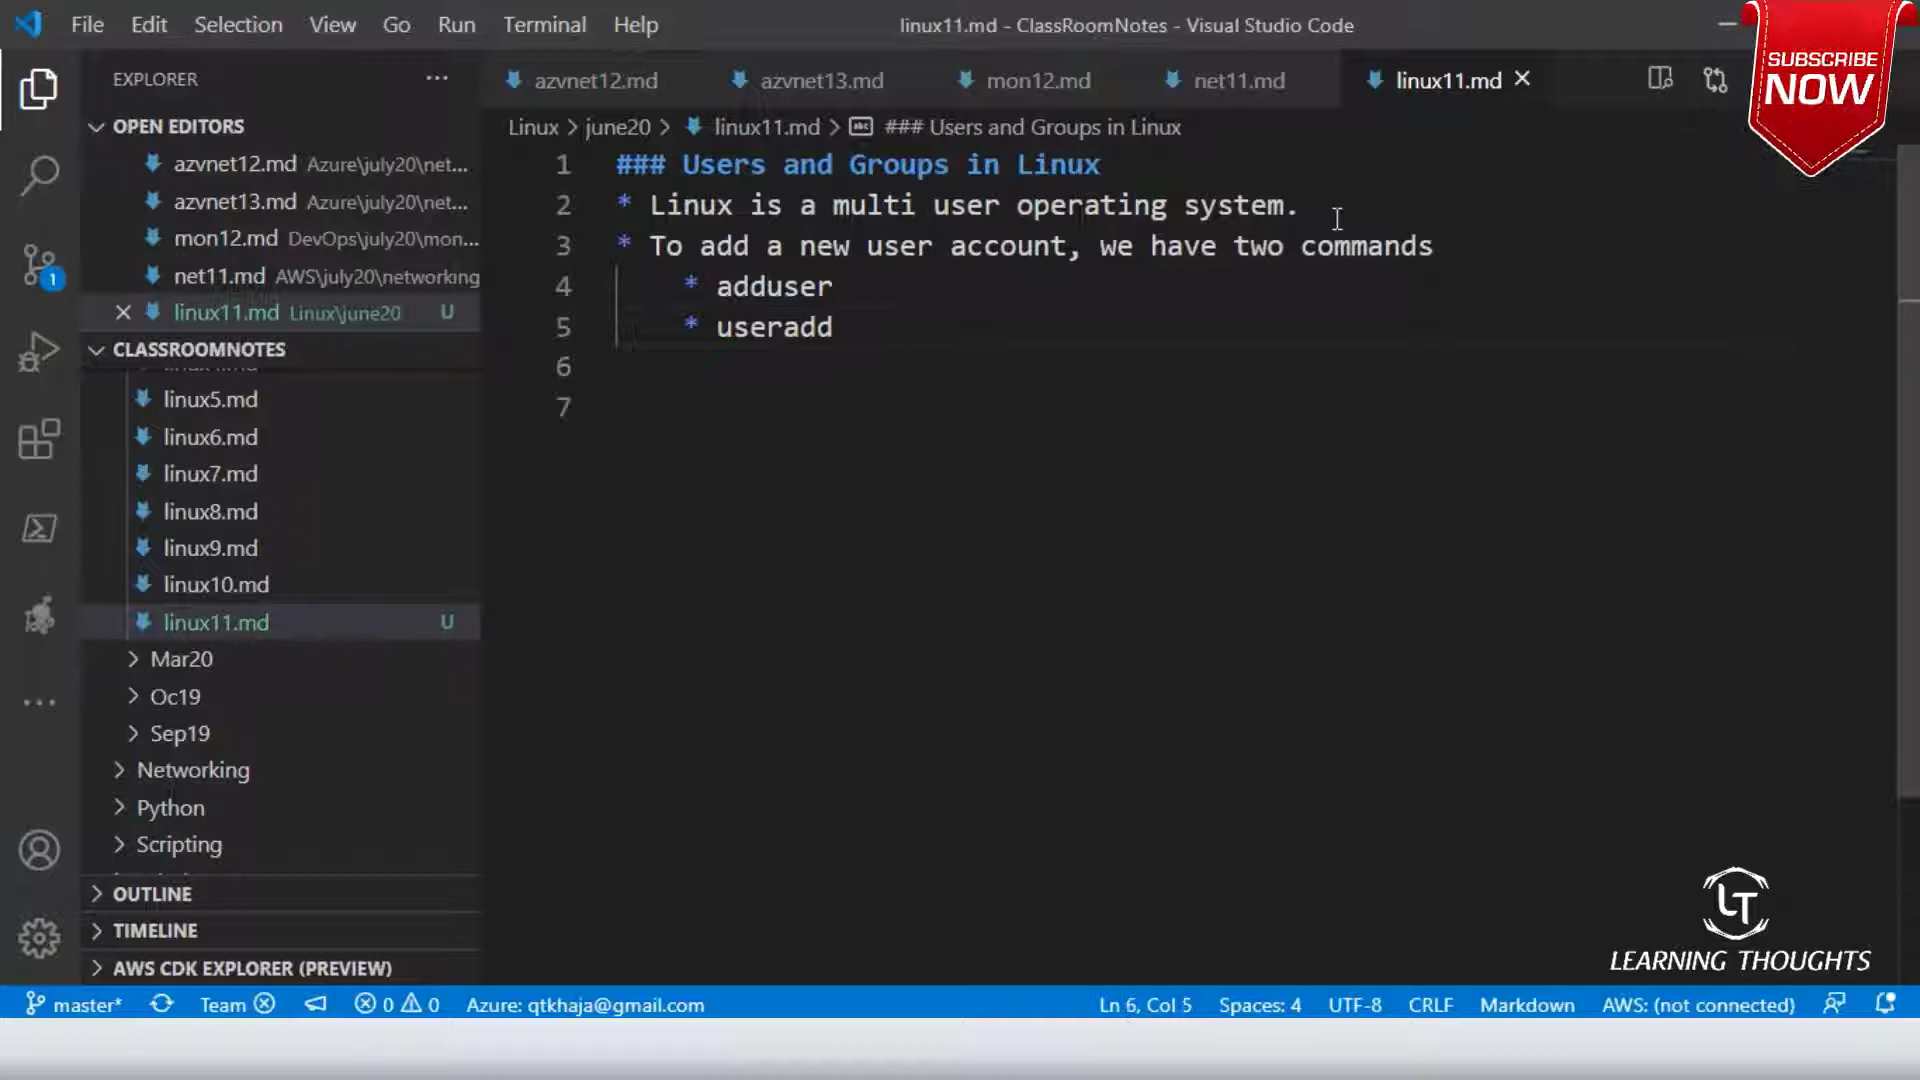 File Edit Selection View Go Run Terminal Help
linux11.md - ClassRoomNotes - Visual Studio Code
SUBSCRIBE
NOW
EXPLORER
OPEN EDITORS
azvnet12.md Azure\july20\net...
azvnet13.md Azure\july20\net...
mon12.md DevOps\july20\mon...
net11.md AWS\july20\networking
linux11.md Linux\june20 U
CLASSROOMNOTES
linux5.md
linux6.md
linux7.md
linux8.md
linux9.md
linux10.md
linux11.md U
Mar20
Oc19
Sep19
Networking
Python
Scripting
OUTLINE
TIMELINE
AWS CDK EXPLORER (PREVIEW)
azvnet12.md azvnet13.md mon12.md net11.md linux11.md
Linux > june20 > linux11.md > ### Users and Groups in Linux
1 ### Users and Groups in Linux
2 * Linux is a multi user operating system.
3 * To add a new user account, we have two commands
4 * adduser
5 * useradd
6
7
LT
LEARNING THOUGHTS
master* Team 0 0 Azure: qtkhaja@gmail.com Ln 6, Col 5 Spaces: 4 UTF-8 CRLF Markdown AWS: (not connected)
1